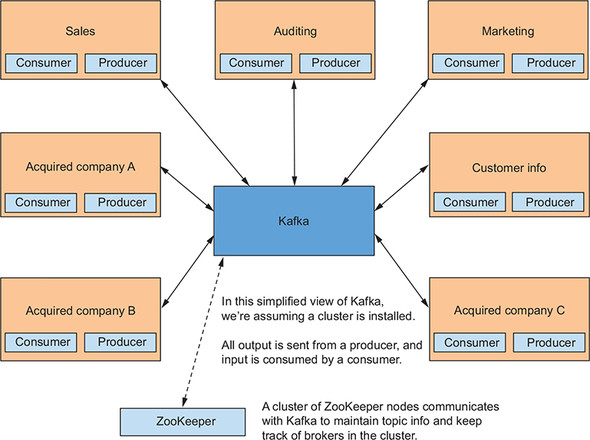 Sales
Consumer Producer
Auditing
Consumer Producer
Marketing
Consumer Producer
Acquired company A
Consumer Producer
Customer info
Consumer Producer
Kafka
Acquired company B
Consumer Producer
Acquired company C
Consumer Producer
In this simplified view of Kafka,
we’re assuming a cluster is installed.
All output is sent from a producer, and
input is consumed by a consumer.
ZooKeeper
A cluster of ZooKeeper nodes communicates
with Kafka to maintain topic info and keep
track of brokers in the cluster.